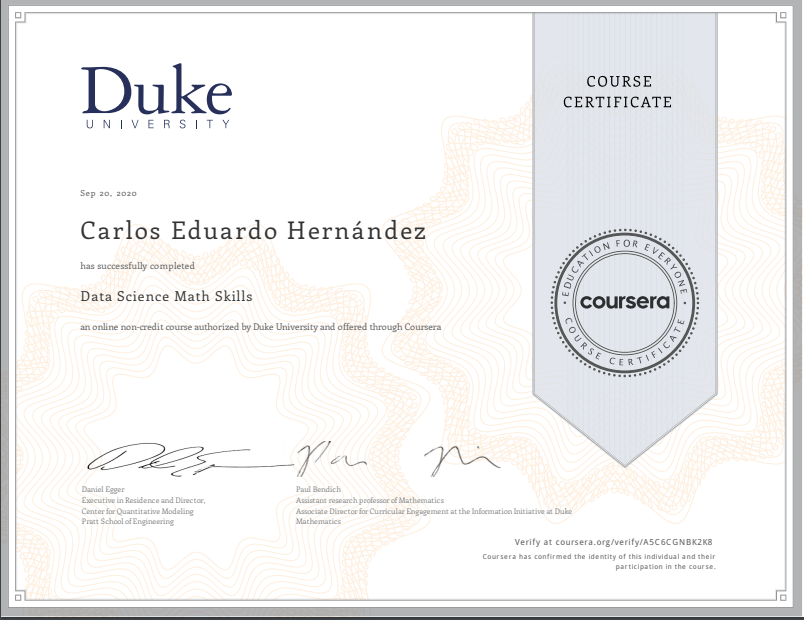 Duke
UNIVERSITY
COURSE
CERTIFICATE
Sep 20, 2020
Carlos Eduardo Hernández
has successfully completed
Data Science Math Skills
an online non-credit course authorized by Duke University and offered through Coursera
EDUCATION FOR EVERYONE
coursera
COURSE CERTIFICATE
Daniel Egger
Executive in Residence and Director,
Center for Quantitative Modeling
Pratt School of Engineering
Paul Bendich
Assistant research professor of Mathematics
Associate Director for Curricular Engagement at the Information Initiative at Duke
Mathematics
Verify at coursera.org/verify/A5C6CGNBK2K8
Coursera has confirmed the identity of this individual and their
participation in the course.